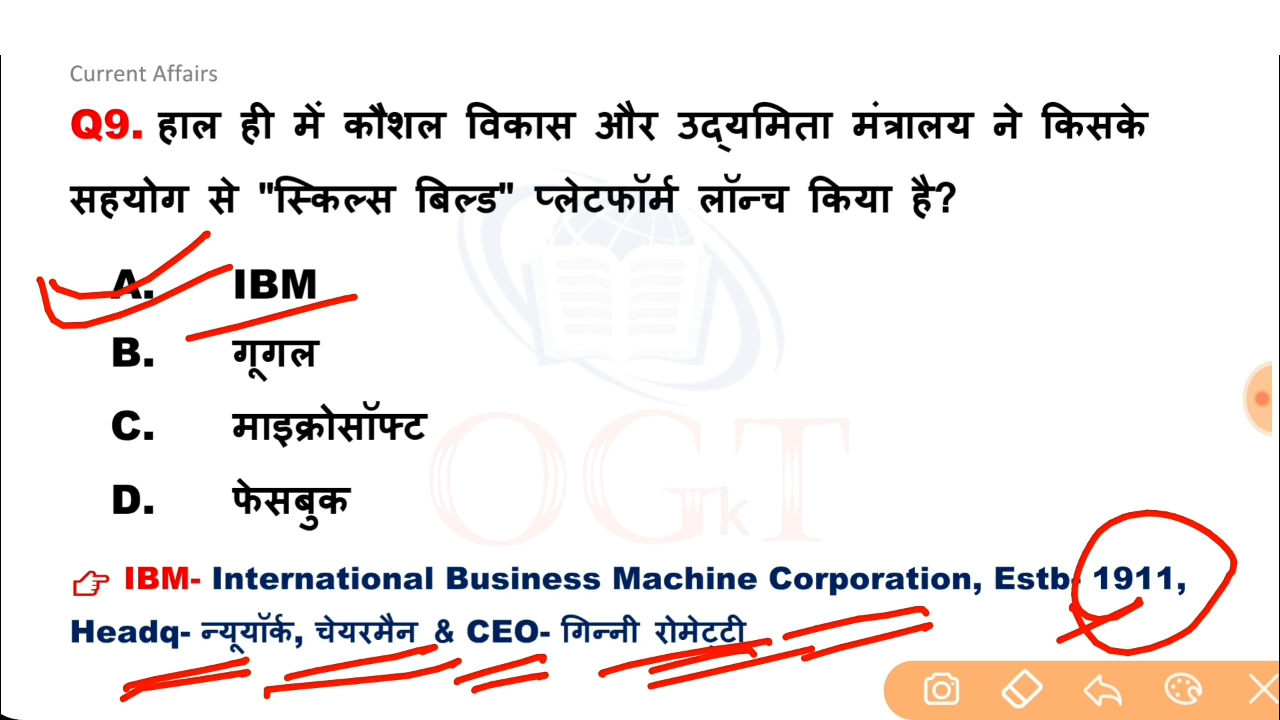 Current Affairs
Q9. हाल ही में कौशल विकास और उद्यमिता मंत्रालय ने किसके
सहयोग से "स्किल्स बिल्ड" प्लेटफॉर्म लॉन्च किया है?
A. IBM
B. गूगल
C. माइक्रोसॉफ्ट
D. फेसबुक
OGkT
IBM- International Business Machine Corporation, Estb- 1911,
Headq- न्यूयॉर्क, चेयरमैन & CEO- गिन्नी रोमेट्टी